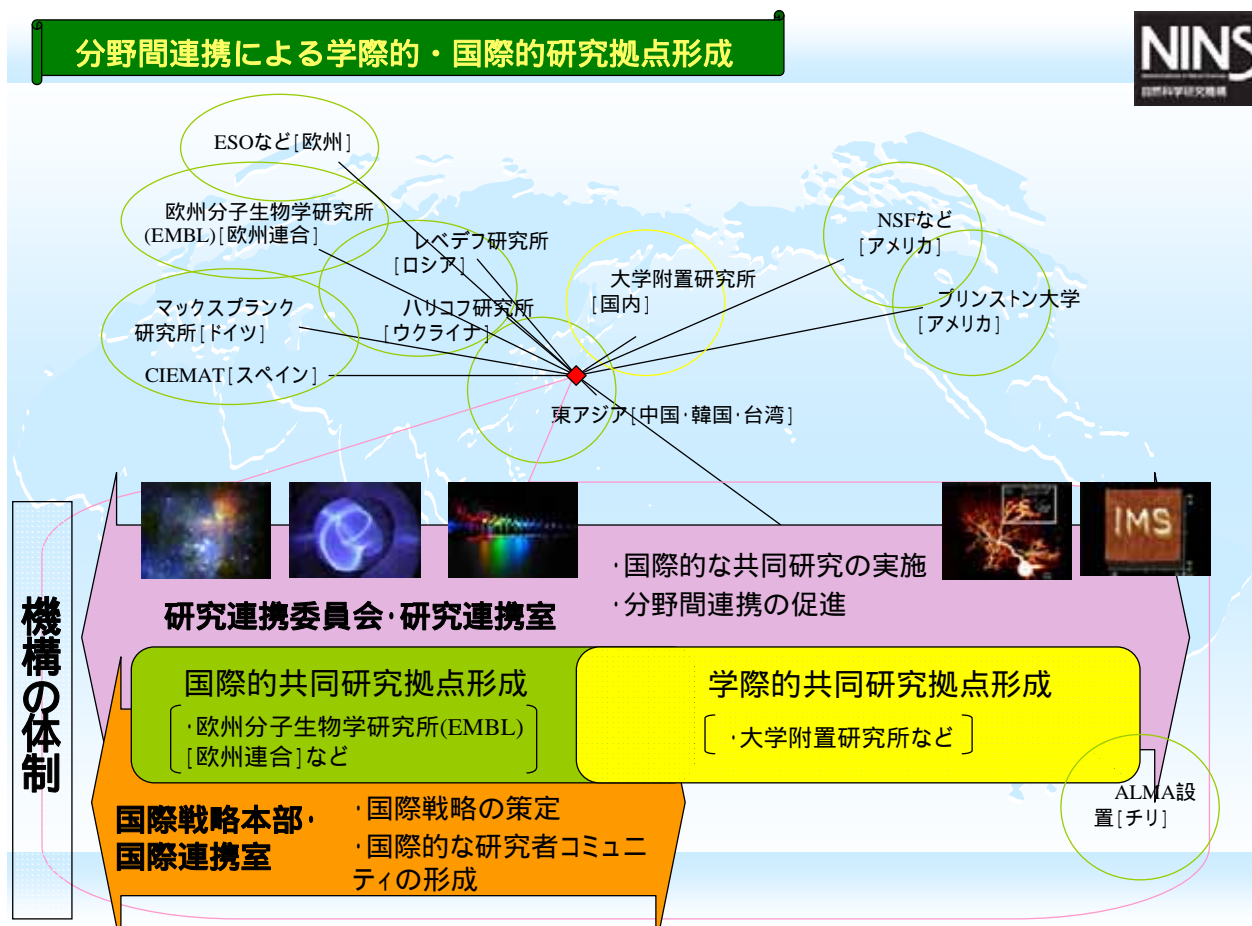 分野間連携による学際的・国際的研究拠点形成
NINS
自然科学研究機構
ESOなど[欧州]
欧州分子生物学研究所
(EMBL)[欧州連合]
レベデフ研究所
[ロシア]
マックスプランク
研究所[ドイツ]
ハリコフ研究所
[ウクライナ]
CIEMAT[スペイン]
大学附置研究所
[国内]
NSFなど
[アメリカ]
プリンストン大学
[アメリカ]
東アジア[中国·韓国·台湾]
機構の体制
IMS
·国際的な共同研究の実施
·分野間連携の促進
研究連携委員会·研究連携室
国際的共同研究拠点形成
·欧州分子生物学研究所(EMBL)
[欧州連合]など
学際的共同研究拠点形成
·大学附置研究所など
ALMA設
置[チリ]
国際戦略本部·
国際連携室
·国際戦略の策定
·国際的な研究者コミュニ
ティの形成